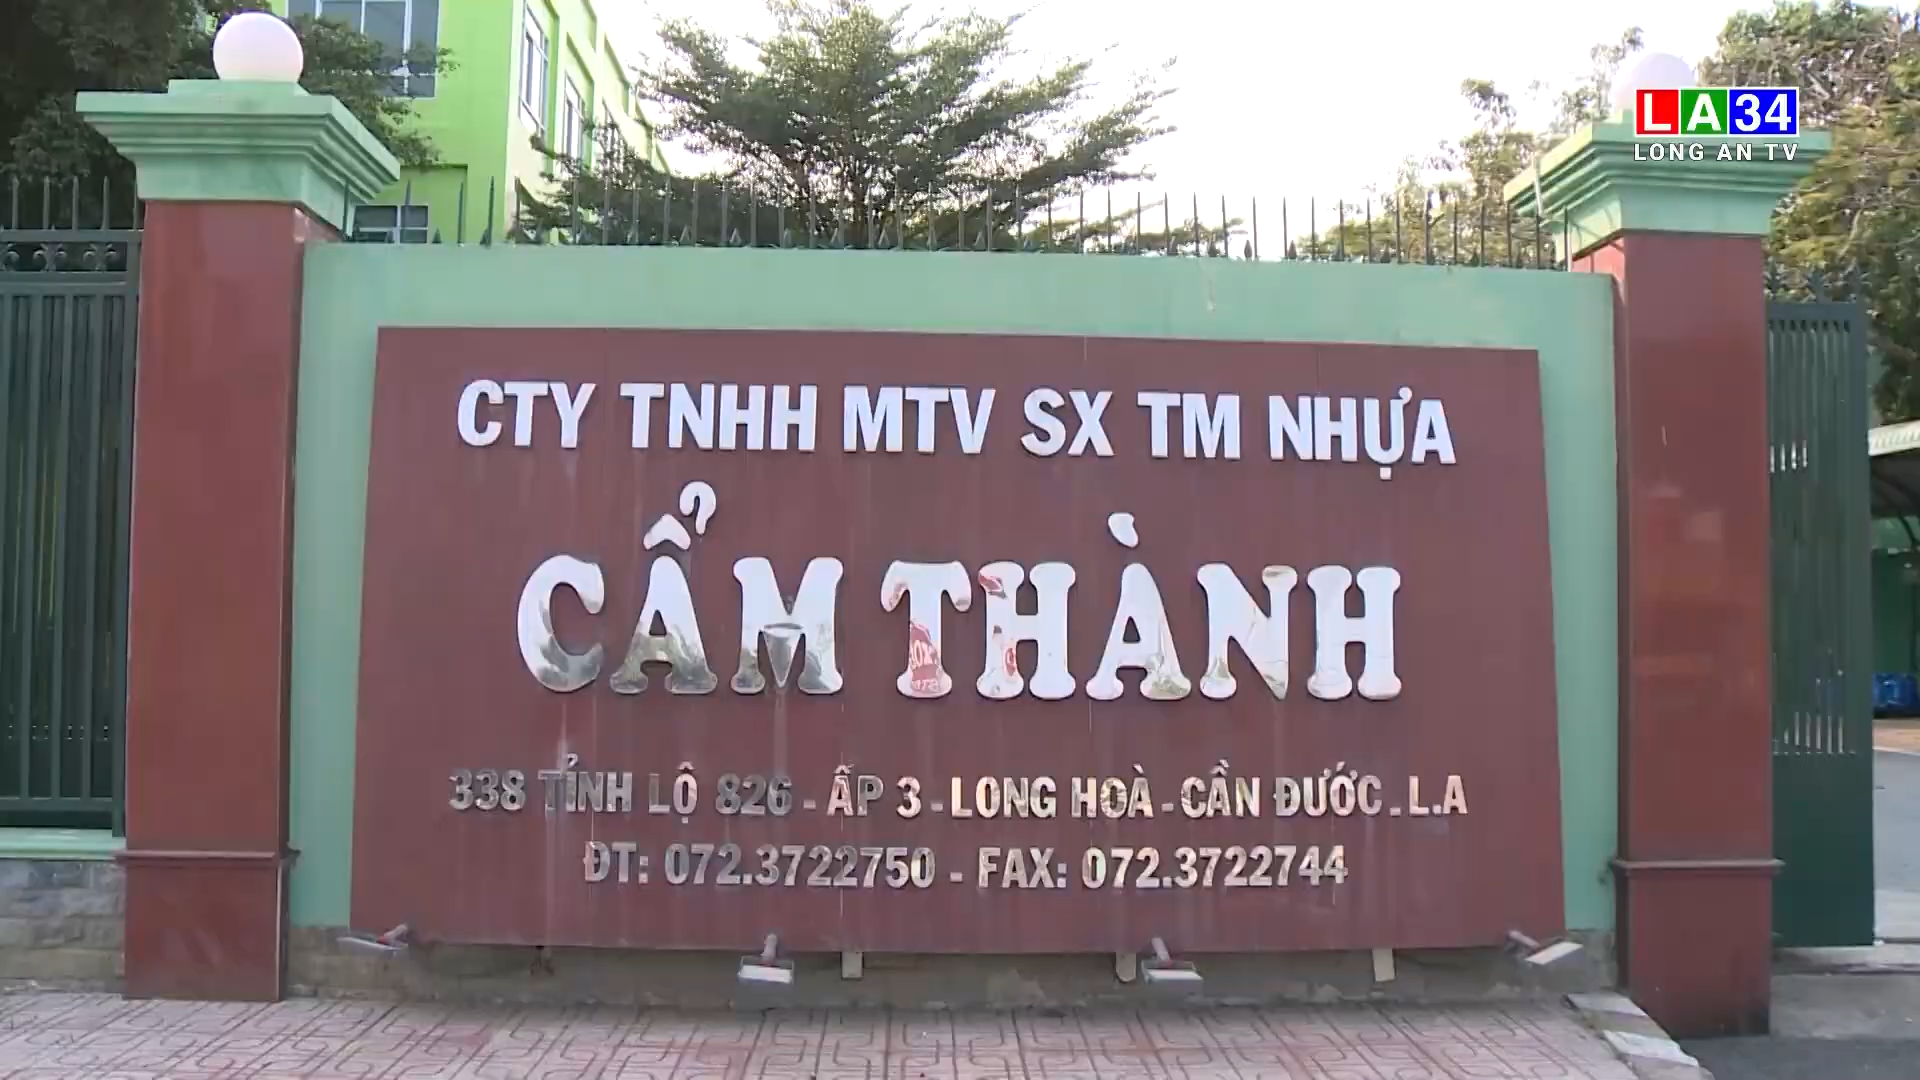 LA34
LONG AN TV
CTY TNHH MTV SX TM NHỰA
CẨM THÀNH
338 TỈNH LỘ 826 - ẤP 3 - LONG HOÀ - CẦN ĐƯỚC . L.A
ĐT: 072.3722750 - FAX: 072.3722744